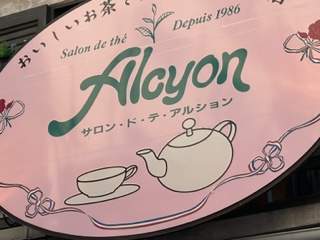 おいしいお茶で
Salon de thé
Depuis 1986
Alcyon
サロン・ド・テ・アルション